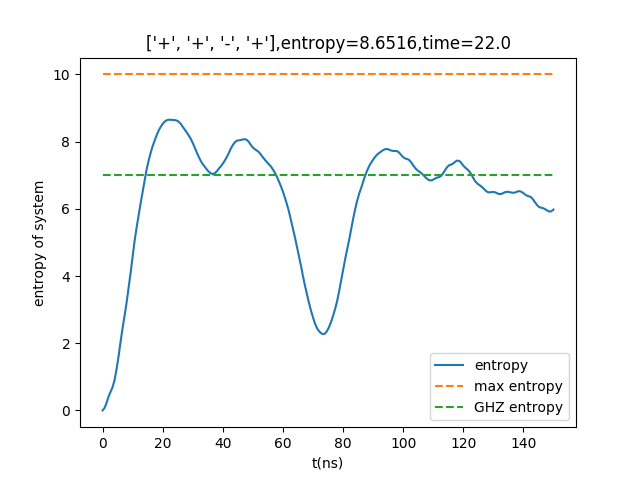 ['+', '+', '-', '+'],entropy=8.6516,time=22.0
entropy of system
10
8
6
4
2
0
0 20 40 60 80 100 120 140
t(ns)
entropy
max entropy
GHZ entropy